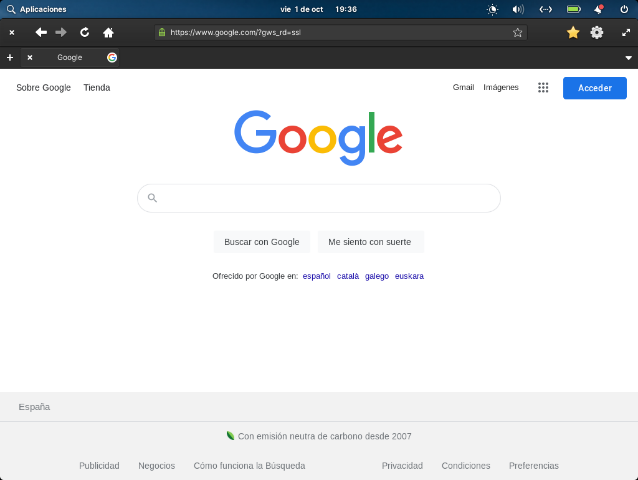 Aplicaciones vie 1 de oct 19:36
https://www.google.com/?gws_rd=ssl
Google
Sobre Google Tienda Gmail Imágenes Acceder
Google
Buscar con Google Me siento con suerte
Ofrecido por Google en: español català galego euskara
España
Con emisión neutra de carbono desde 2007
Publicidad Negocios Cómo funciona la Búsqueda Privacidad Condiciones Preferencias